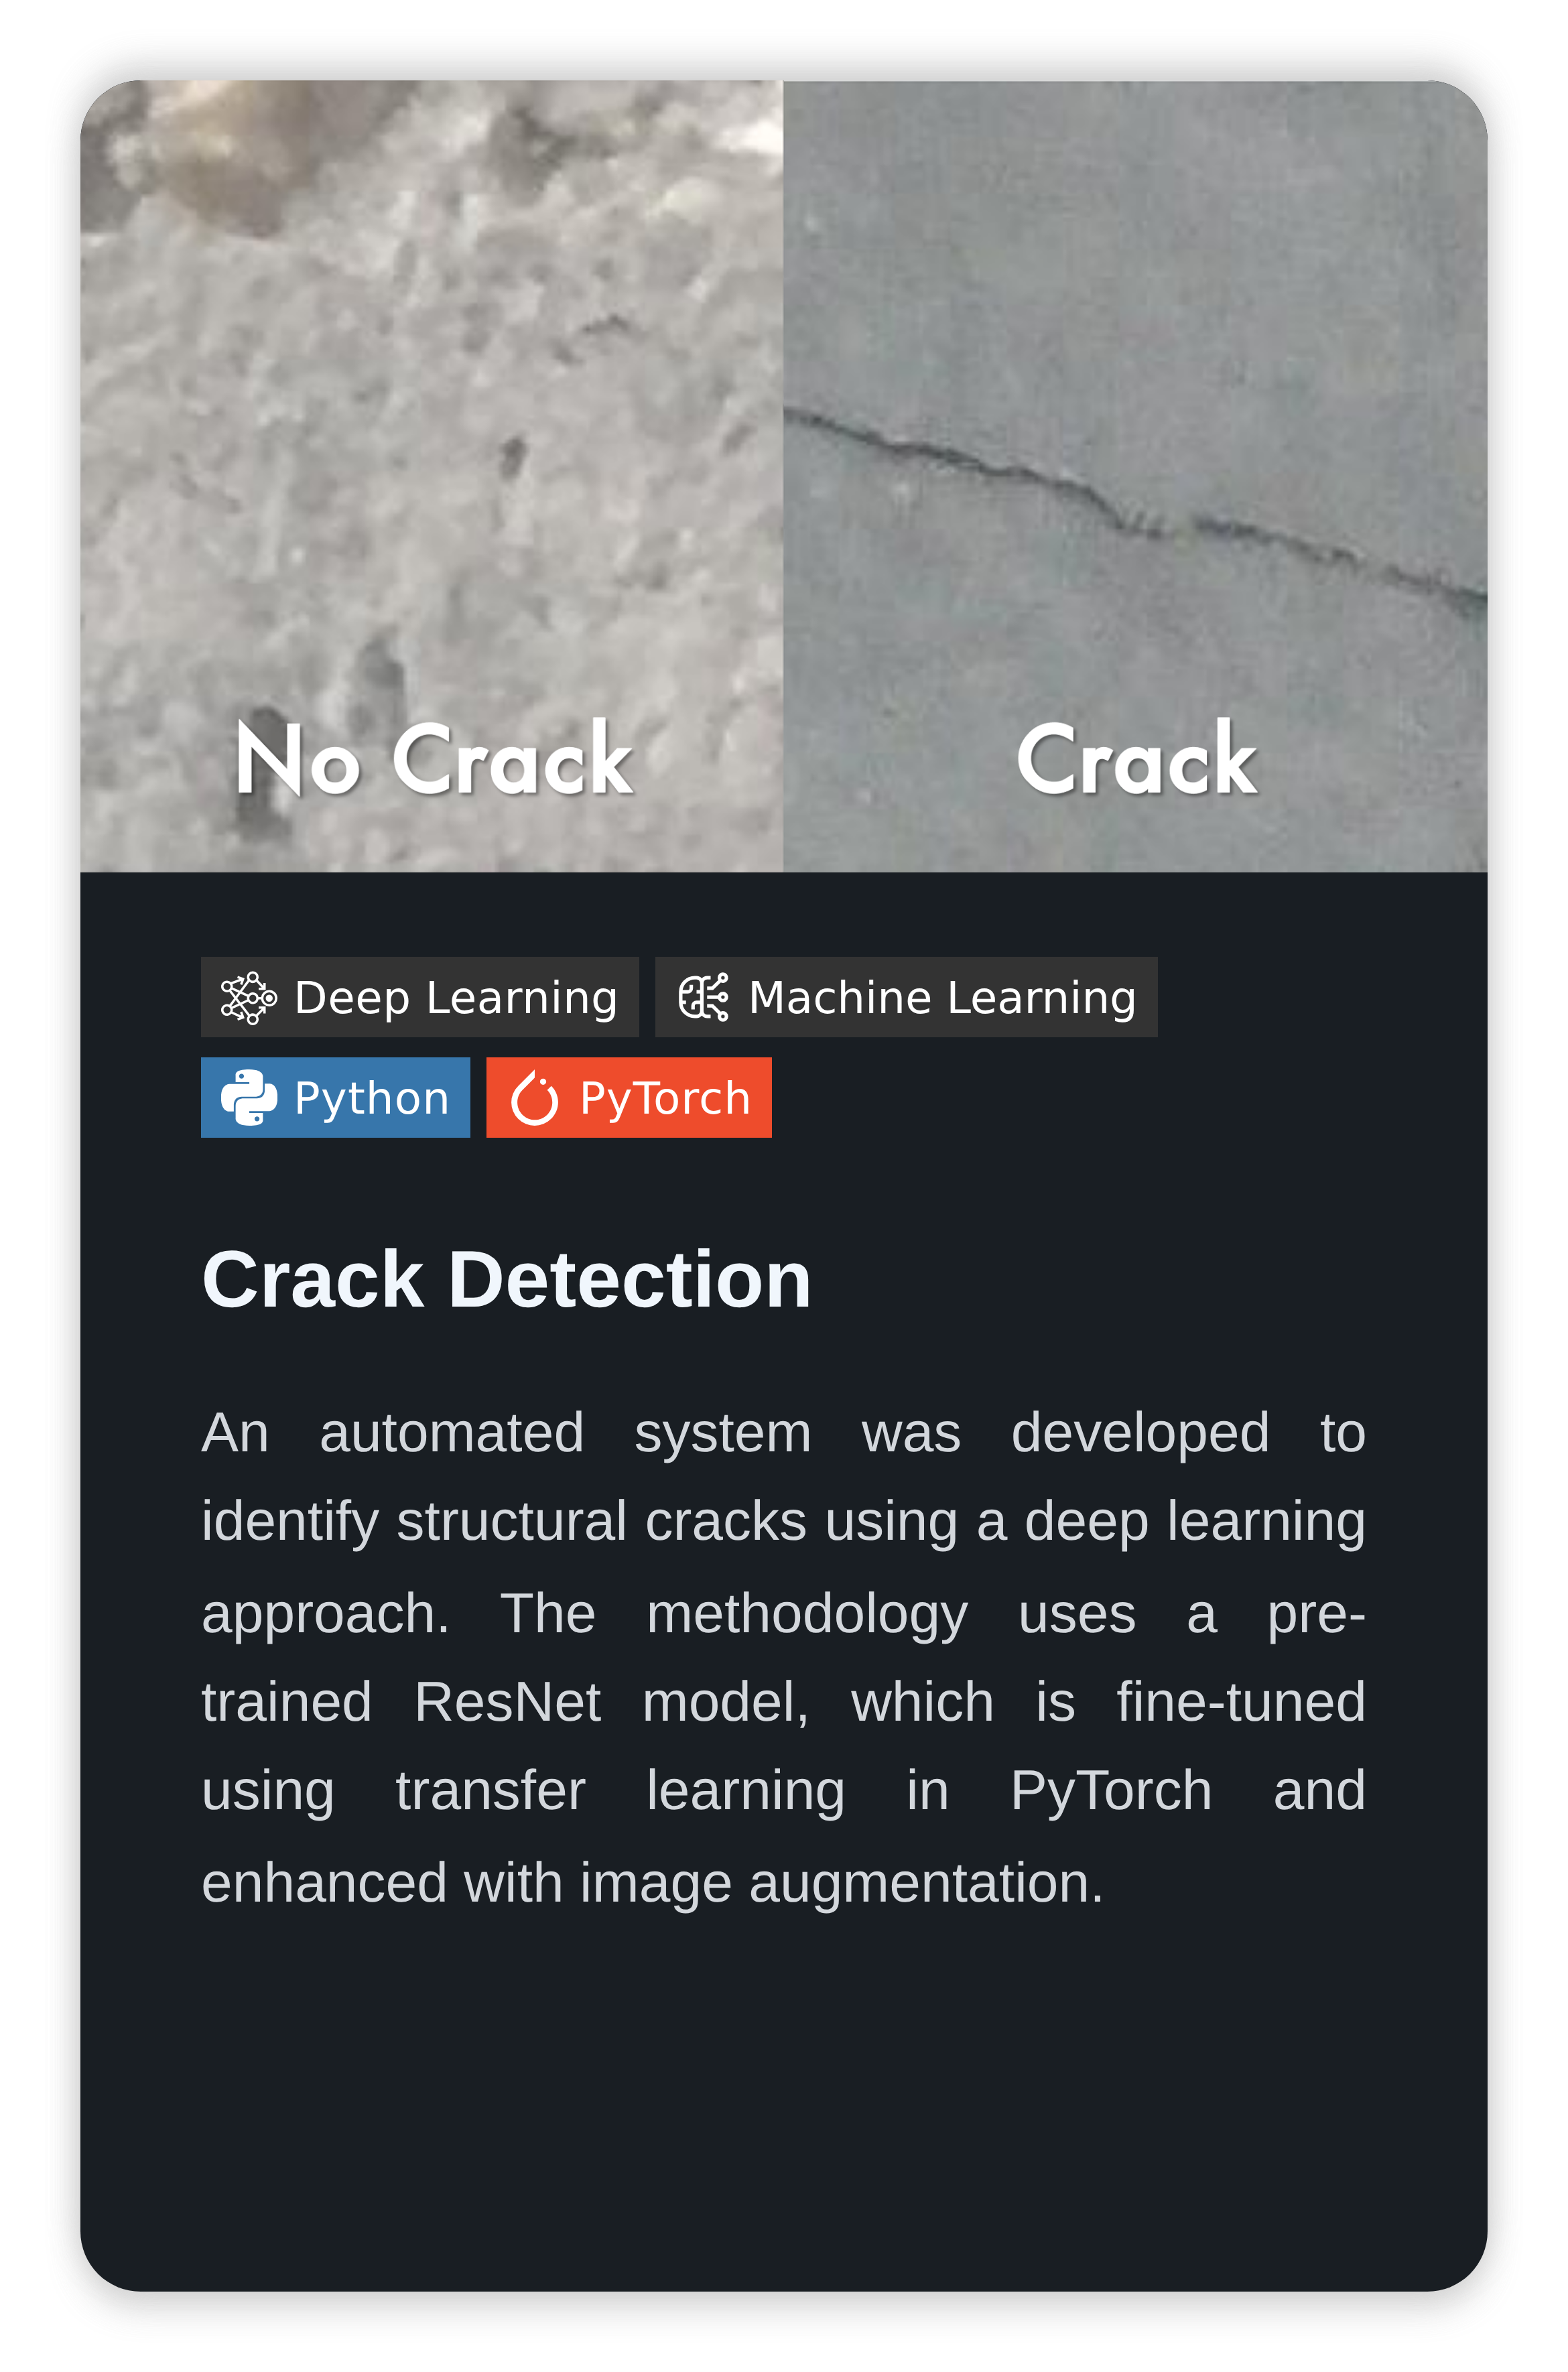 No Crack
Crack
Deep Learning
Machine Learning
Python
PyTorch
Crack Detection
An automated system was developed to
identify structural cracks using a deep learning
approach. The methodology uses a pre-
trained ResNet model, which is fine-tuned
using transfer learning in PyTorch and
enhanced with image augmentation.